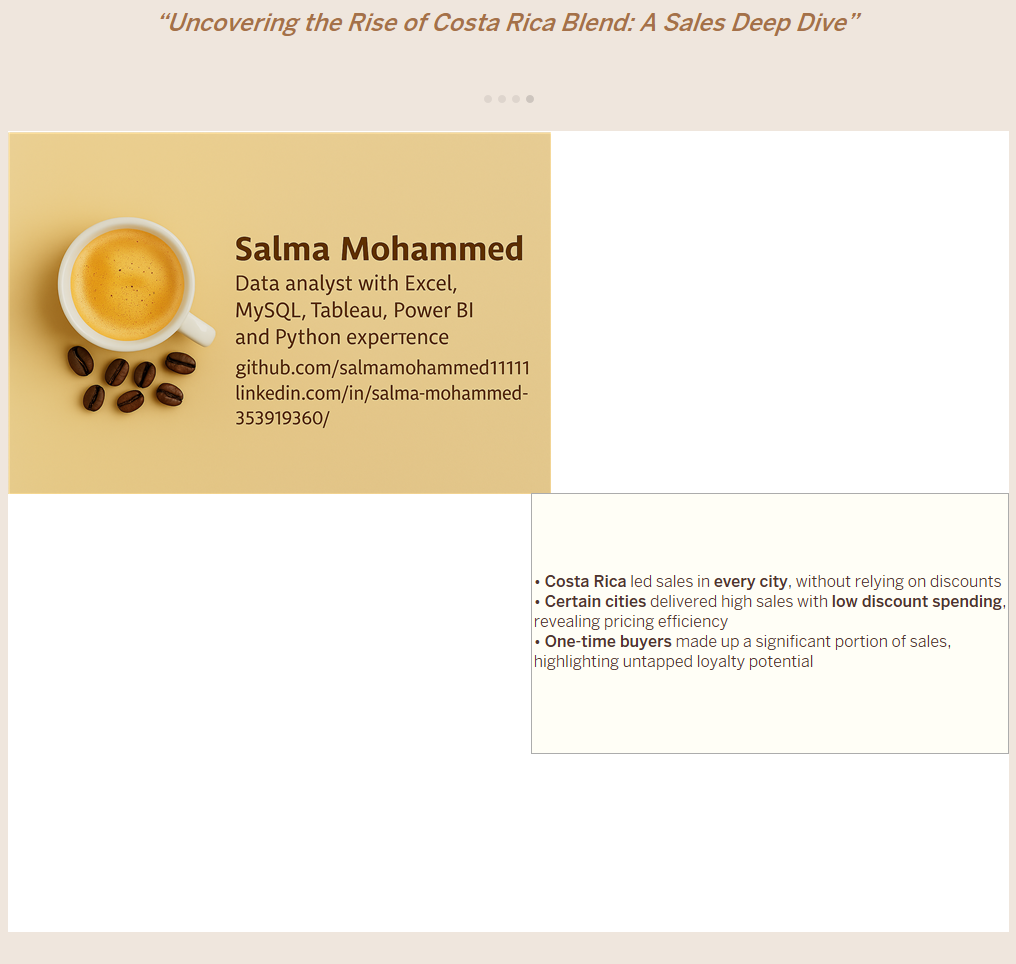 “Uncovering the Rise of Costa Rica Blend: A Sales Deep Dive”
Salma Mohammed
Data analyst with Excel,
MySQL, Tableau, Power BI
and Python experтence
github.com/salmamohammed11111
linkedin.com/in/salma-mohammed-
353919360/
• Costa Rica led sales in every city, without relying on discounts
• Certain cities delivered high sales with low discount spending,
revealing pricing efficiency
• One-time buyers made up a significant portion of sales,
highlighting untapped loyalty potential